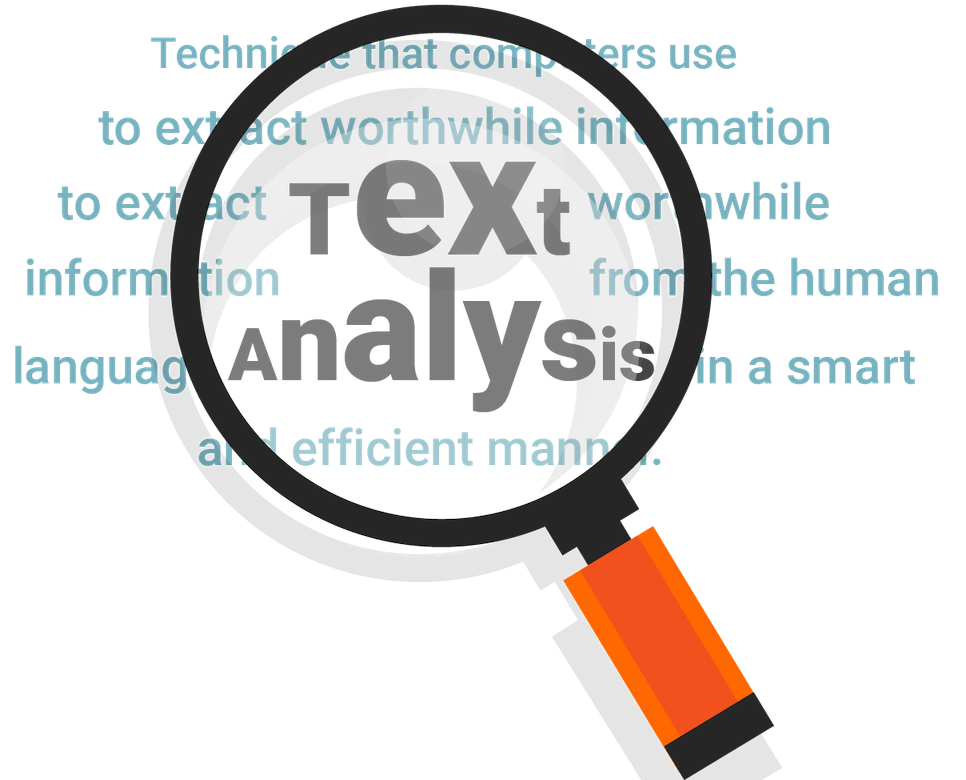 Technique that computers use
to extract worthwhile information
to extract worthwhile
information from the human
language in a smart
and efficient manner.
Text
Analysis